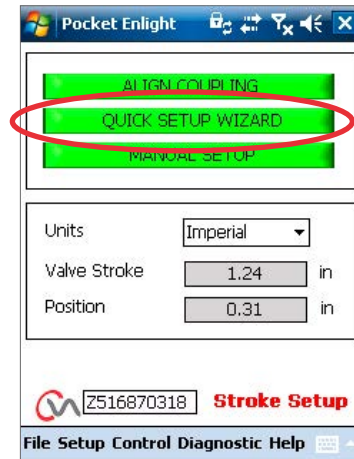 Pocket Enlight
ALIGN COUPLING
QUICK SETUP WIZARD
MANUAL SETUP
Units Imperial
Valve Stroke 1.24 in
Position 0.31 in
Z516870318 Stroke Setup
File Setup Control Diagnostic Help